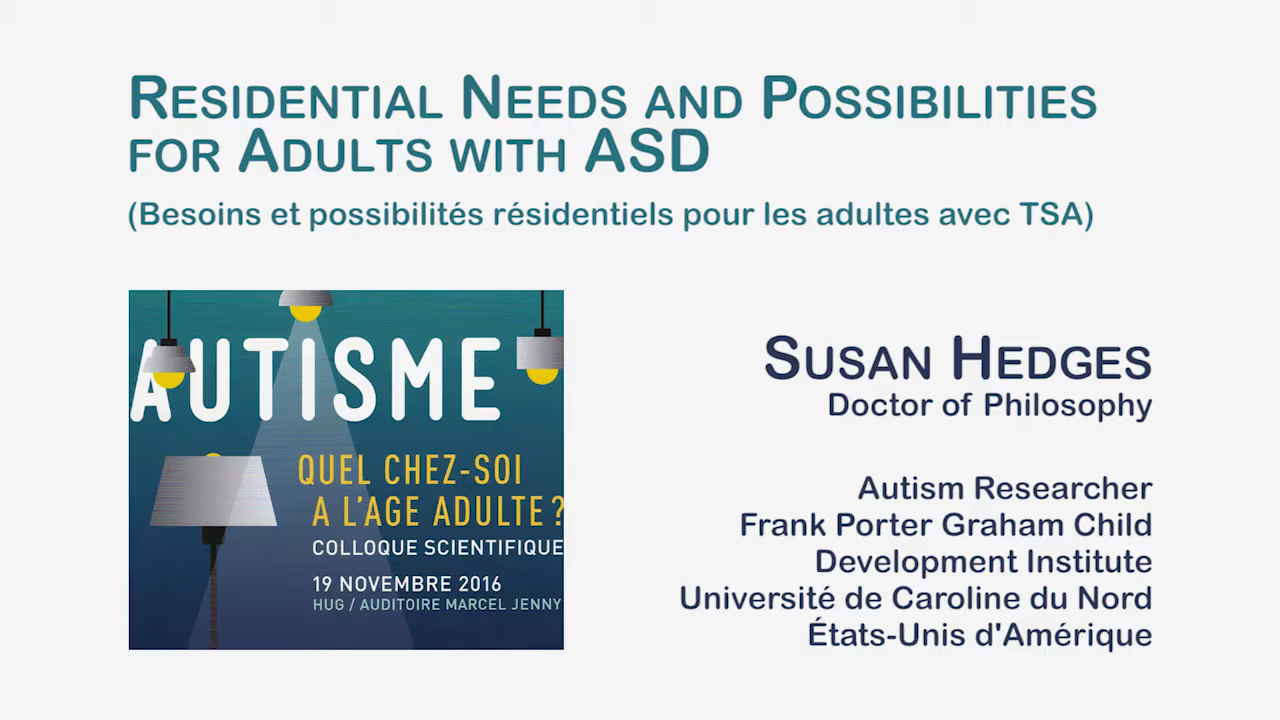 RESIDENTIAL NEEDS AND POSSIBILITIES
FOR ADULTS WITH ASD
(Besoins et possibilités résidentiels pour les adultes avec TSA)
AUTISME
QUEL CHEZ-SOI
A L'AGE ADULTE ?
COLLOQUE SCIENTIFIQUE
19 NOVEMBRE 2016
HUG / AUDITOIRE MARCEL JENNY
SUSAN HEDGES
Doctor of Philosophy
Autism Researcher
Frank Porter Graham Child
Development Institute
Université de Caroline du Nord
États-Unis d'Amérique